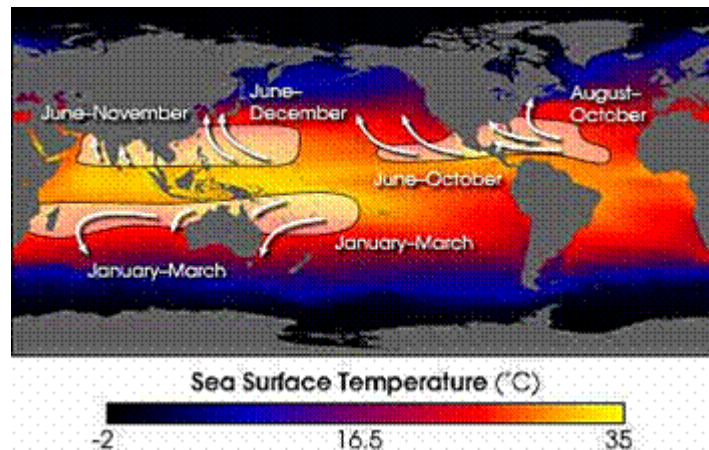 June–
December
June–November
August–
October
June–October
January–March
January–March
Sea Surface Temperature (°C)
-2 16.5 35